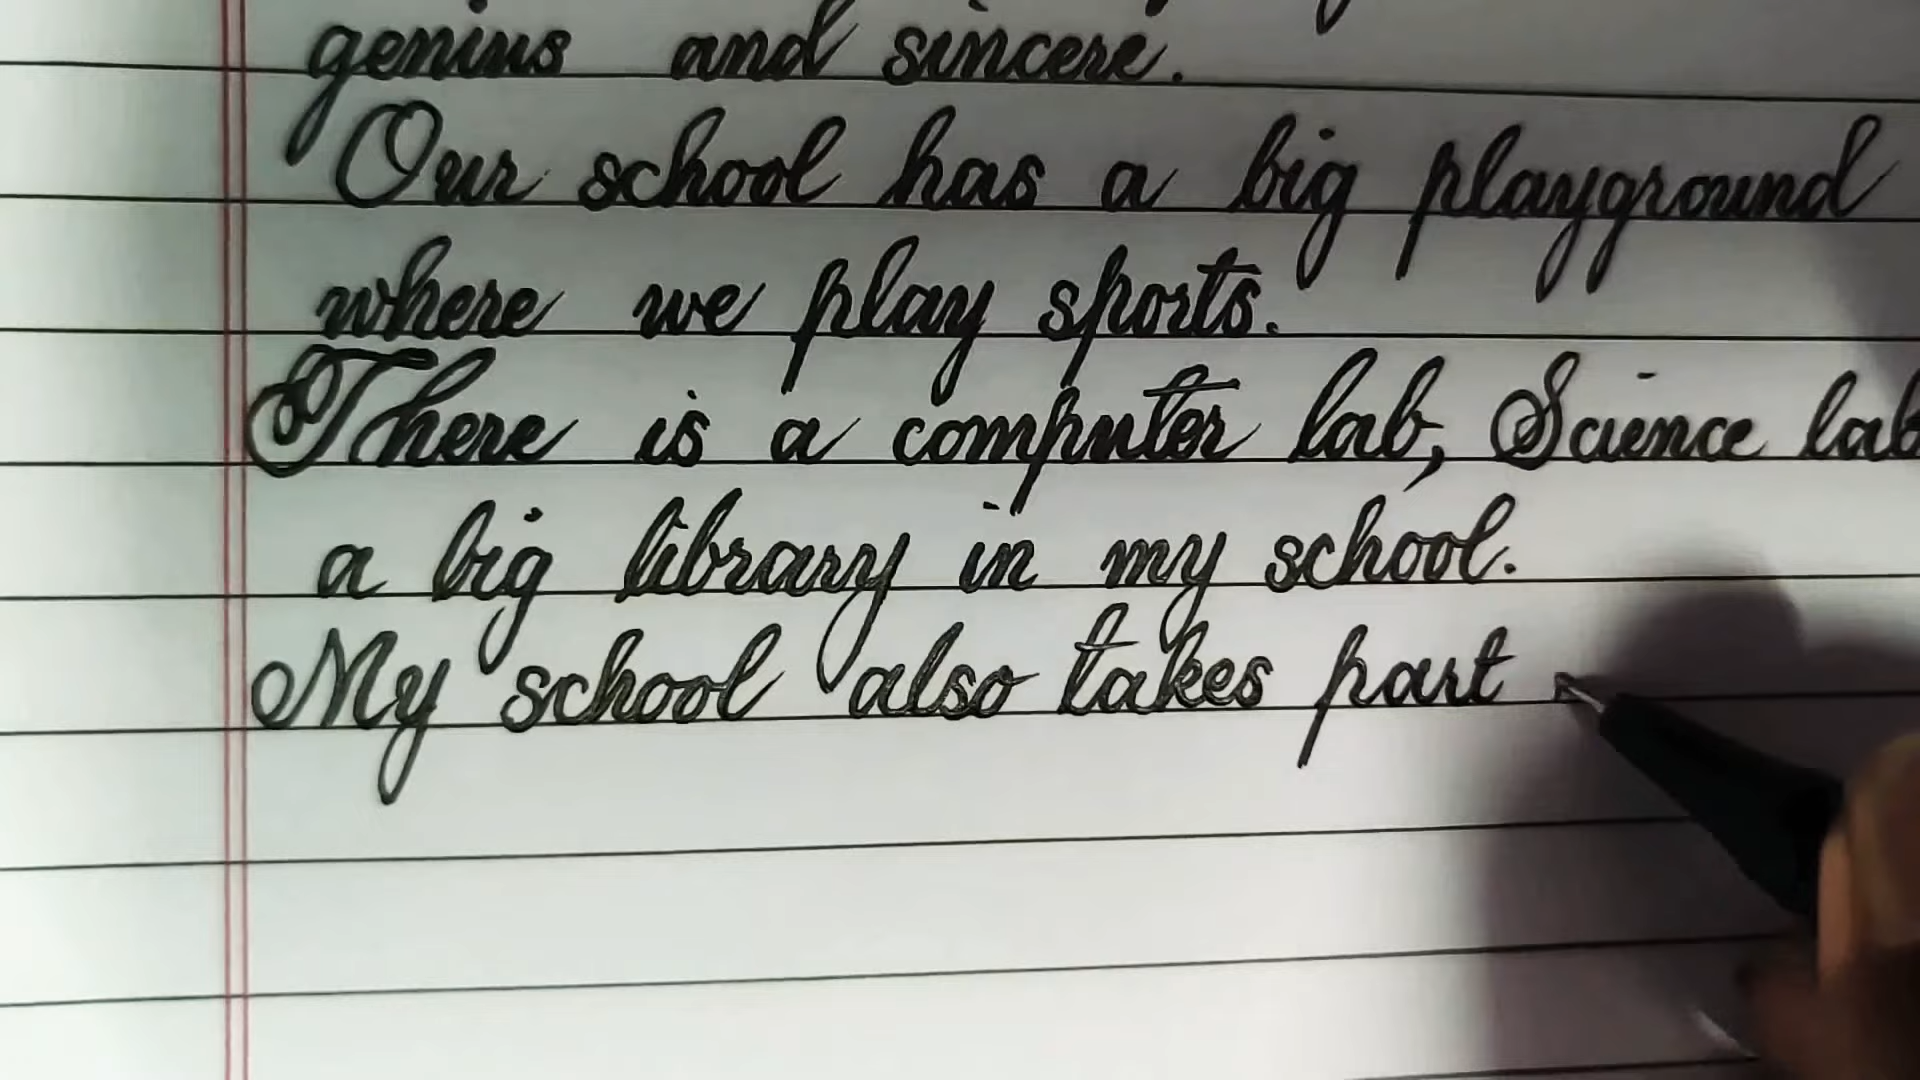 genius and sincere.
Our school has a big playground
where we play sports.
There is a computer lab, Science lab
a big library in my school.
My school also takes part